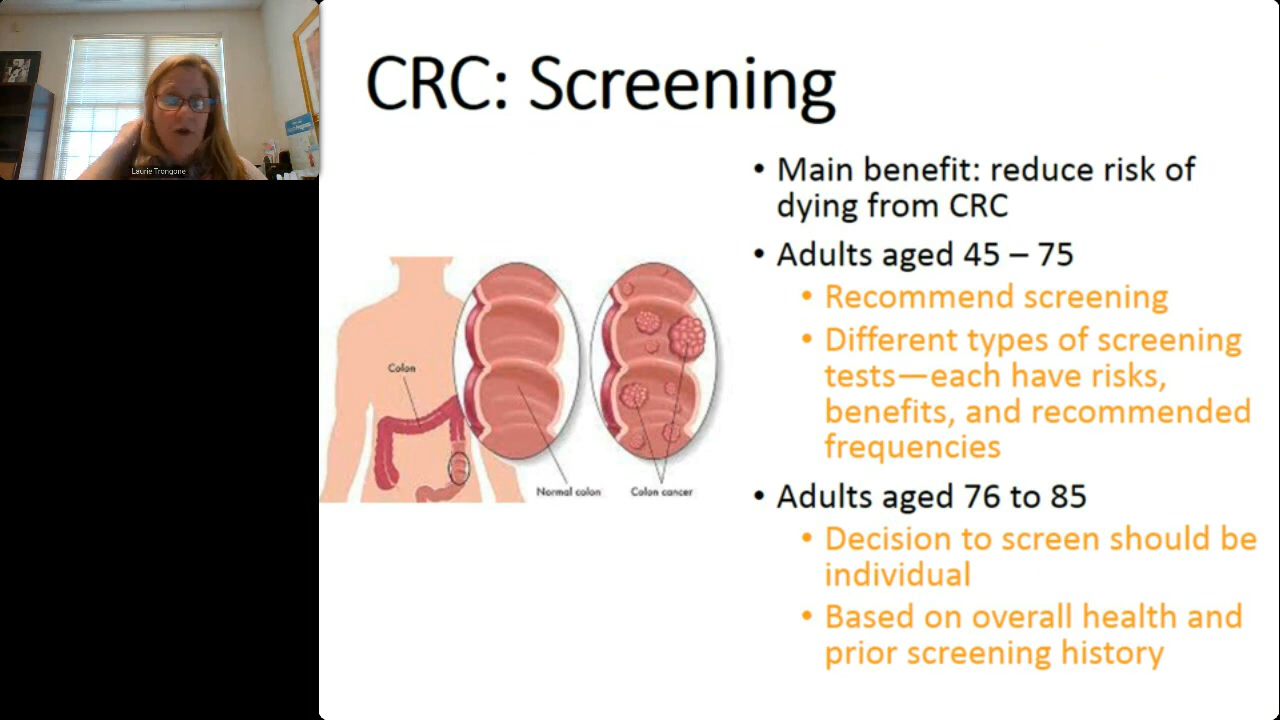 Laurie Trongone
CRC: Screening
• Main benefit: reduce risk of
dying from CRC
• Adults aged 45 – 75
• Recommend screening
• Different types of screening
tests—each have risks,
benefits, and recommended
frequencies
• Adults aged 76 to 85
• Decision to screen should be
individual
• Based on overall health and
prior screening history
Colon
Normal colon
Colon cancer